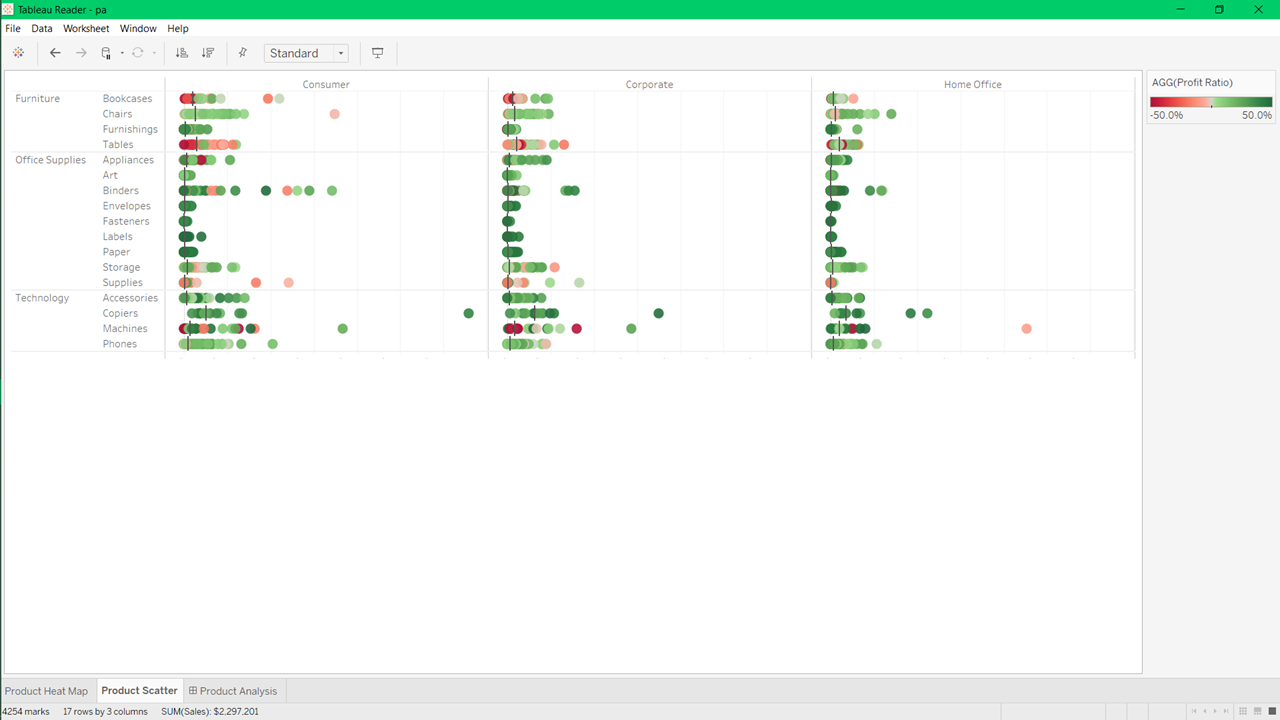 Tableau Reader - pa
File Data Worksheet Window Help
Standard
Consumer Corporate Home Office
Furniture Bookcases
Chairs
Furnishings
Tables
Office Supplies Appliances
Art
Binders
Envelopes
Fasteners
Labels
Paper
Storage
Supplies
Technology Accessories
Copiers
Machines
Phones
AGG(Profit Ratio)
-50.0% 50.0%
Product Heat Map Product Scatter Product Analysis
4254 marks 17 rows by 3 columns SUM(Sales): $2,297,201